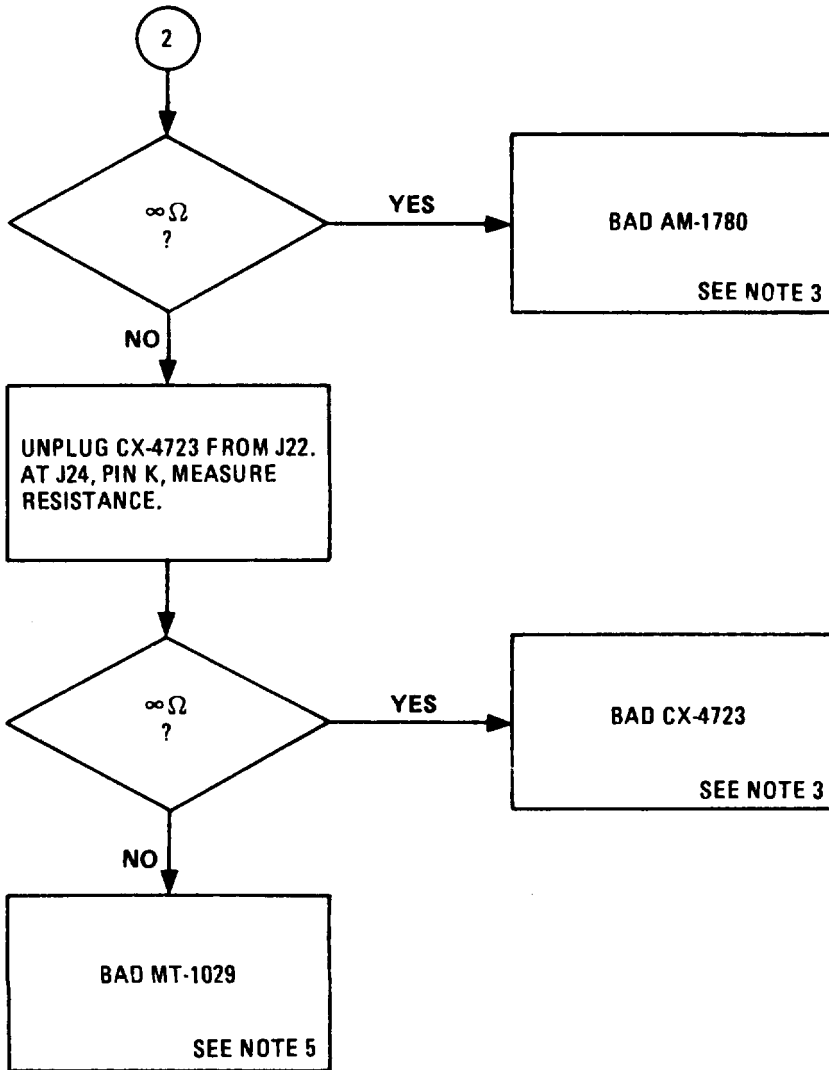 2
∞Ω
?
YES
BAD AM-1780
SEE NOTE 3
NO
UNPLUG CX-4723 FROM J22.
AT J24, PIN K, MEASURE
RESISTANCE.
∞Ω
?
YES
BAD CX-4723
SEE NOTE 3
NO
BAD MT-1029
SEE NOTE 5